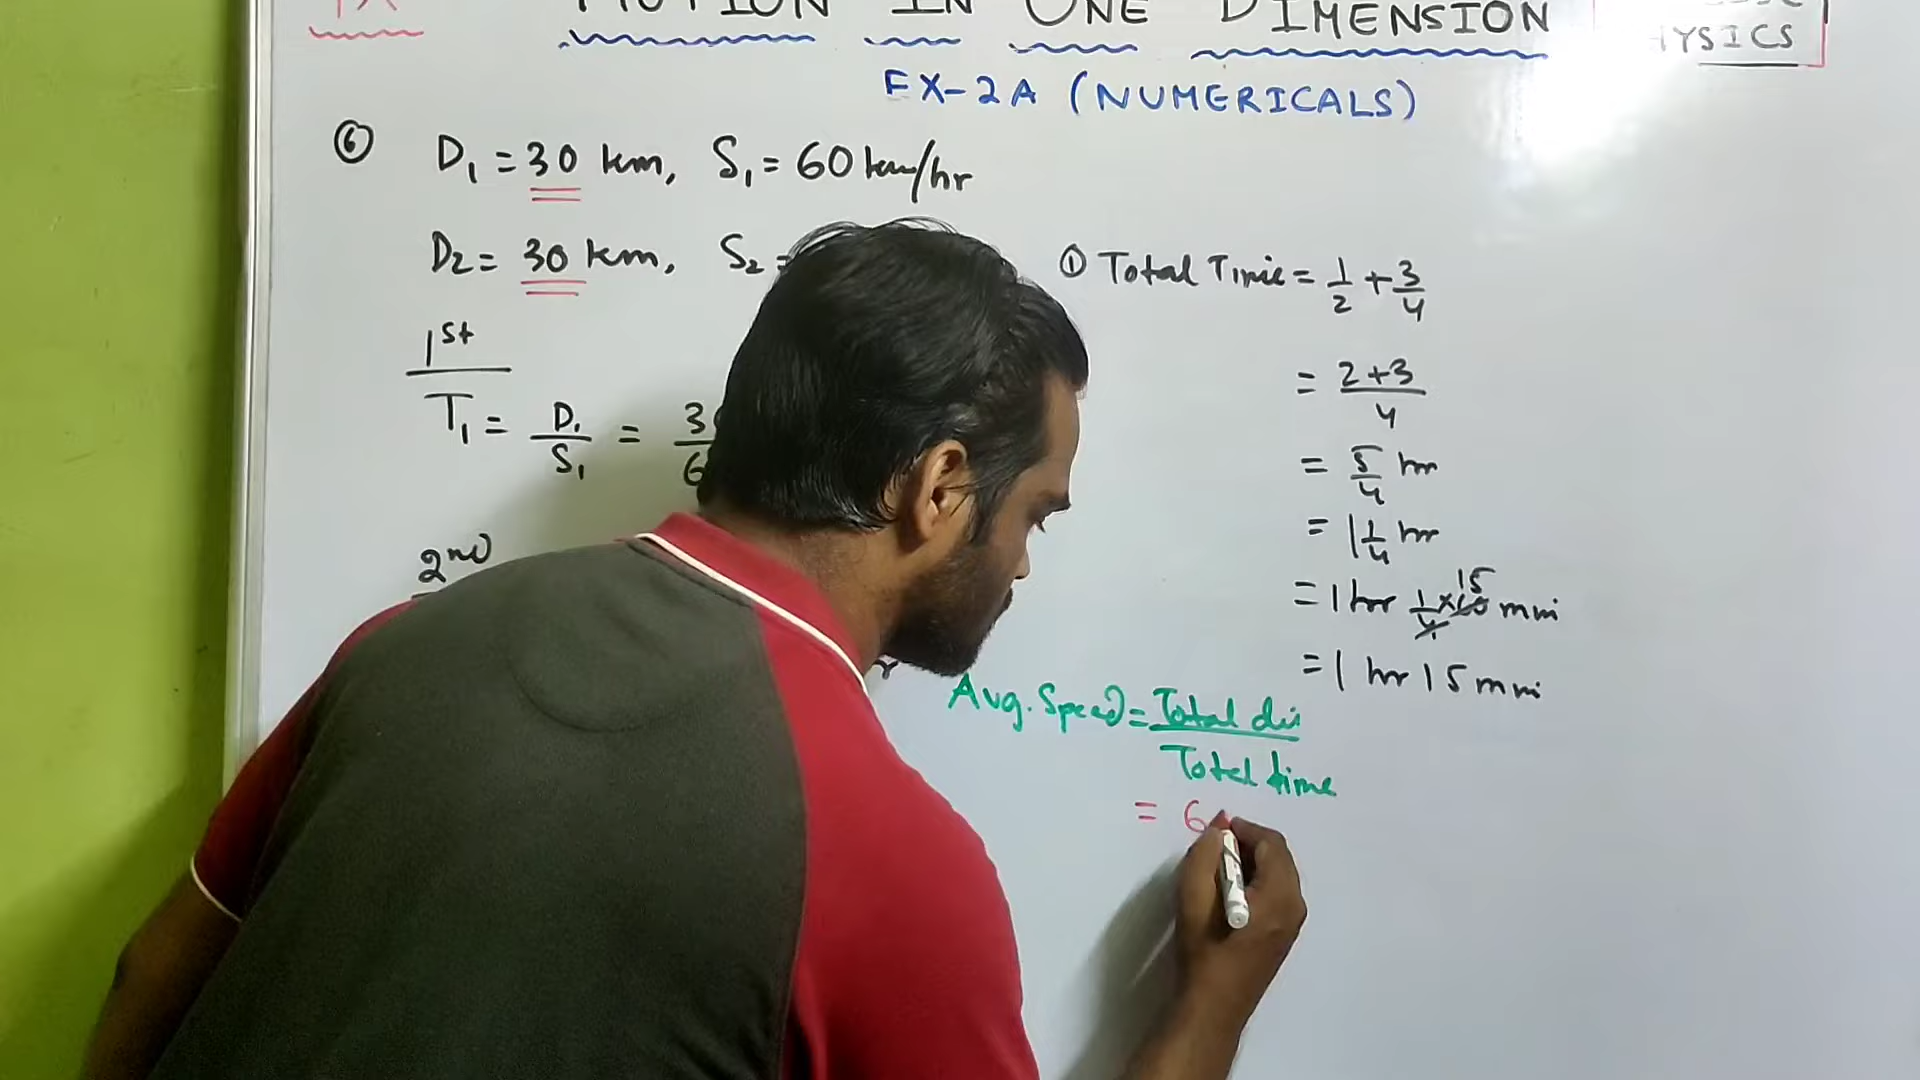 MOTION IN ONE DIMENSION
EX-2A (NUMERICALS)
⑥ D₁ = 30 km, S₁ = 60 km/hr
D₂ = 30 km, S₂ =
1st
T₁ = D₁/S₁ =
2nd
① Total Time = 1/2 + 3/4
= 2+3/4
= 5/4 hr
= 1 1/4 hr
= 1 hr 1/4 × 60 15 min
= 1 hr 15 min
Avg. Speed = Total dis/Total time
= 6